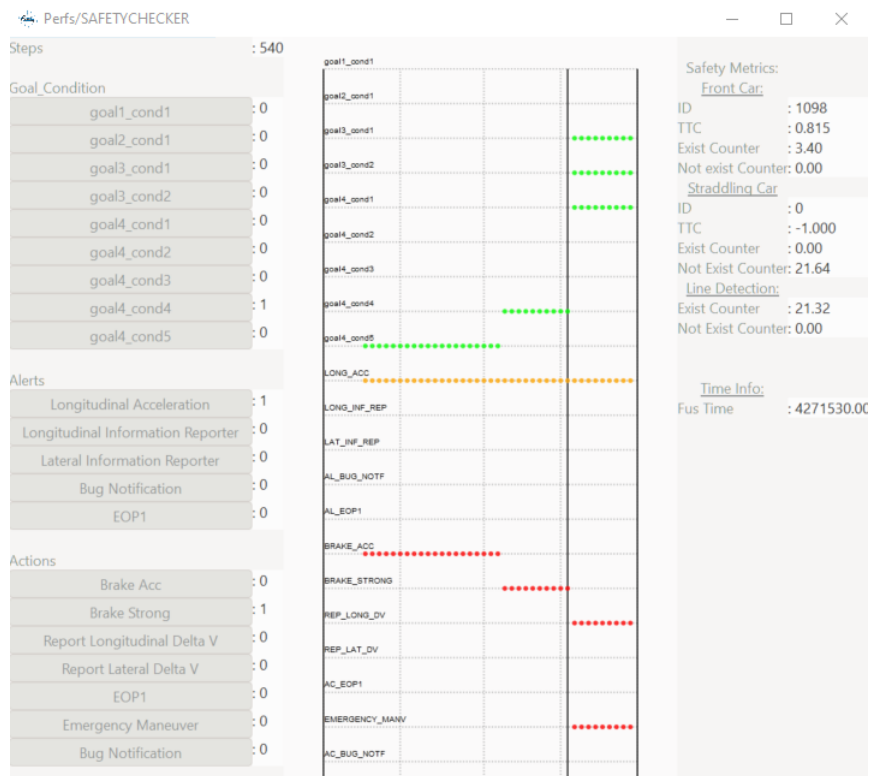 Perfs/SAFETYCHECKER
Steps : 540
Goal_Condition
goal1_cond1 : 0
goal2_cond1 : 0
goal3_cond1 : 0
goal3_cond2 : 0
goal4_cond1 : 0
goal4_cond2 : 0
goal4_cond3 : 0
goal4_cond4 : 1
goal4_cond5 : 0
Alerts
Longitudinal Acceleration : 1
Longitudinal Information Reporter : 0
Lateral Information Reporter : 0
Bug Notification : 0
EOP1 : 0
Actions
Brake Acc : 0
Brake Strong : 1
Report Longitudinal Delta V : 0
Report Lateral Delta V : 0
EOP1 : 0
Emergency Maneuver : 0
Bug Notification : 0
goal1_cond1
goal2_cond1
goal3_cond1
goal3_cond2
goal4_cond1
goal4_cond2
goal4_cond3
goal4_cond4
goal4_cond5
LONG_ACC
LONG_INF_REP
LAT_INF_REP
AL_BUG_NOTF
AL_EOP1
BRAKE_ACC
BRAKE_STRONG
REP_LONG_DV
REP_LAT_DV
AC_EOP1
EMERGENCY_MANV
AC_BUG_NOTF
Safety Metrics:
Front Car:
ID : 1098
TTC : 0.815
Exist Counter : 3.40
Not exist Counter: 0.00
Straddling Car
ID : 0
TTC : -1.000
Exist Counter : 0.00
Not Exist Counter: 21.64
Line Detection:
Exist Counter : 21.32
Not Exist Counter: 0.00
Time Info:
Fus Time : 4271530.00